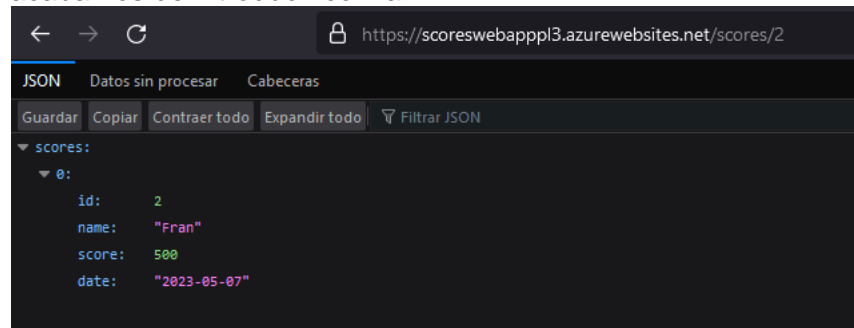 https://scoreswebapppl3.azurewebsites.net/scores/2
JSON Datos sin procesar Cabeceras
Guardar Copiar Contraer todo Expandir todo Filtrar JSON
scores:
0:
id: 2
name: "Fran"
score: 500
date: "2023-05-07"